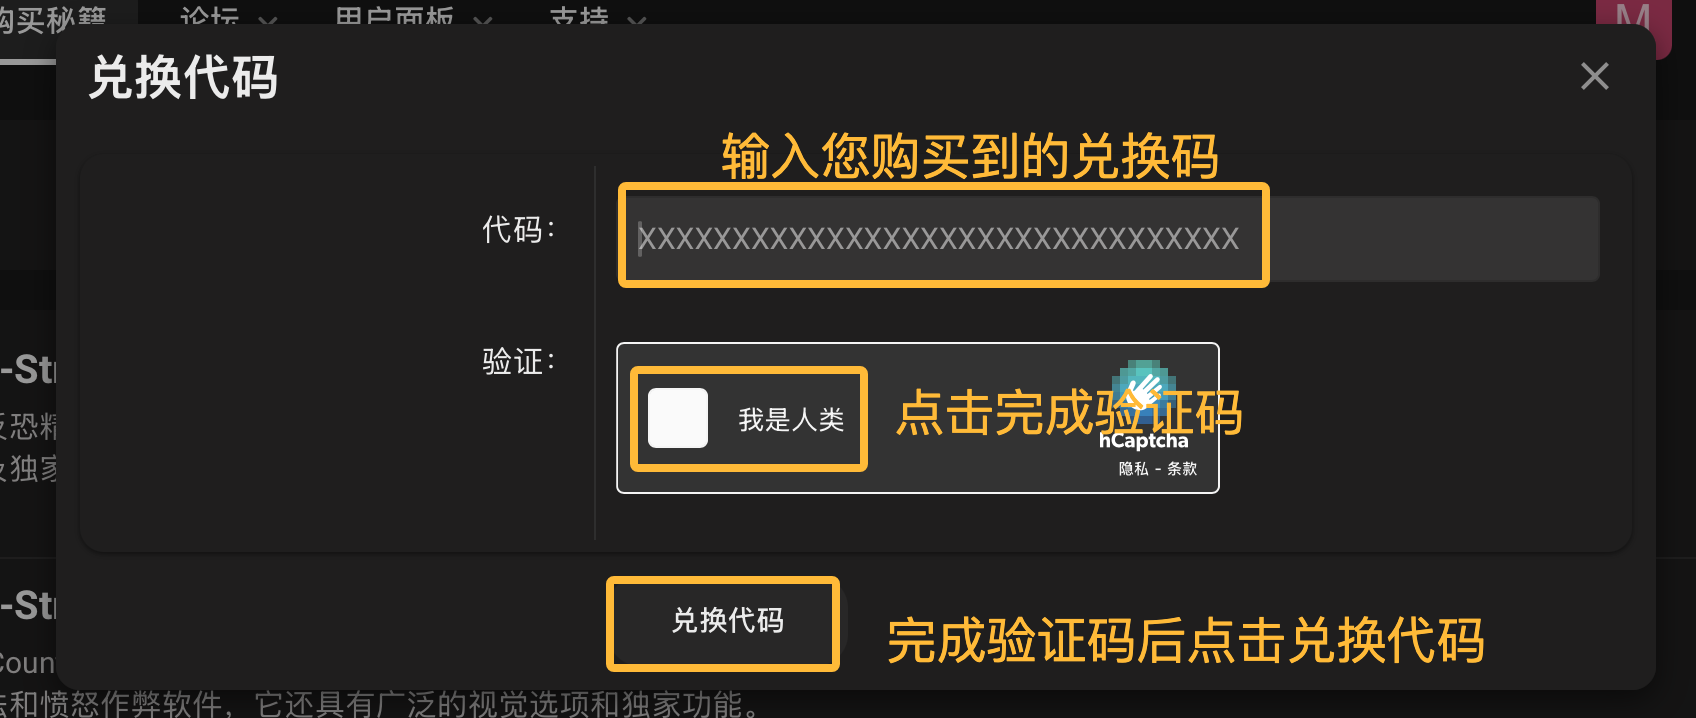 购买秘籍 论坛 用户面板 支持 M
兑换代码
输入您购买到的兑换码
代码：
XXXXXXXXXXXXXXXXXXXXXXXXXXXXXXXX
验证：
我是人类
点击完成验证码
hCaptcha
隐私 - 条款
兑换代码
完成验证码后点击兑换代码
-Str
反恐精
及独家
-Str
Coun
和愤怒作弊软件，它还具有广泛的视觉选项和独家功能。